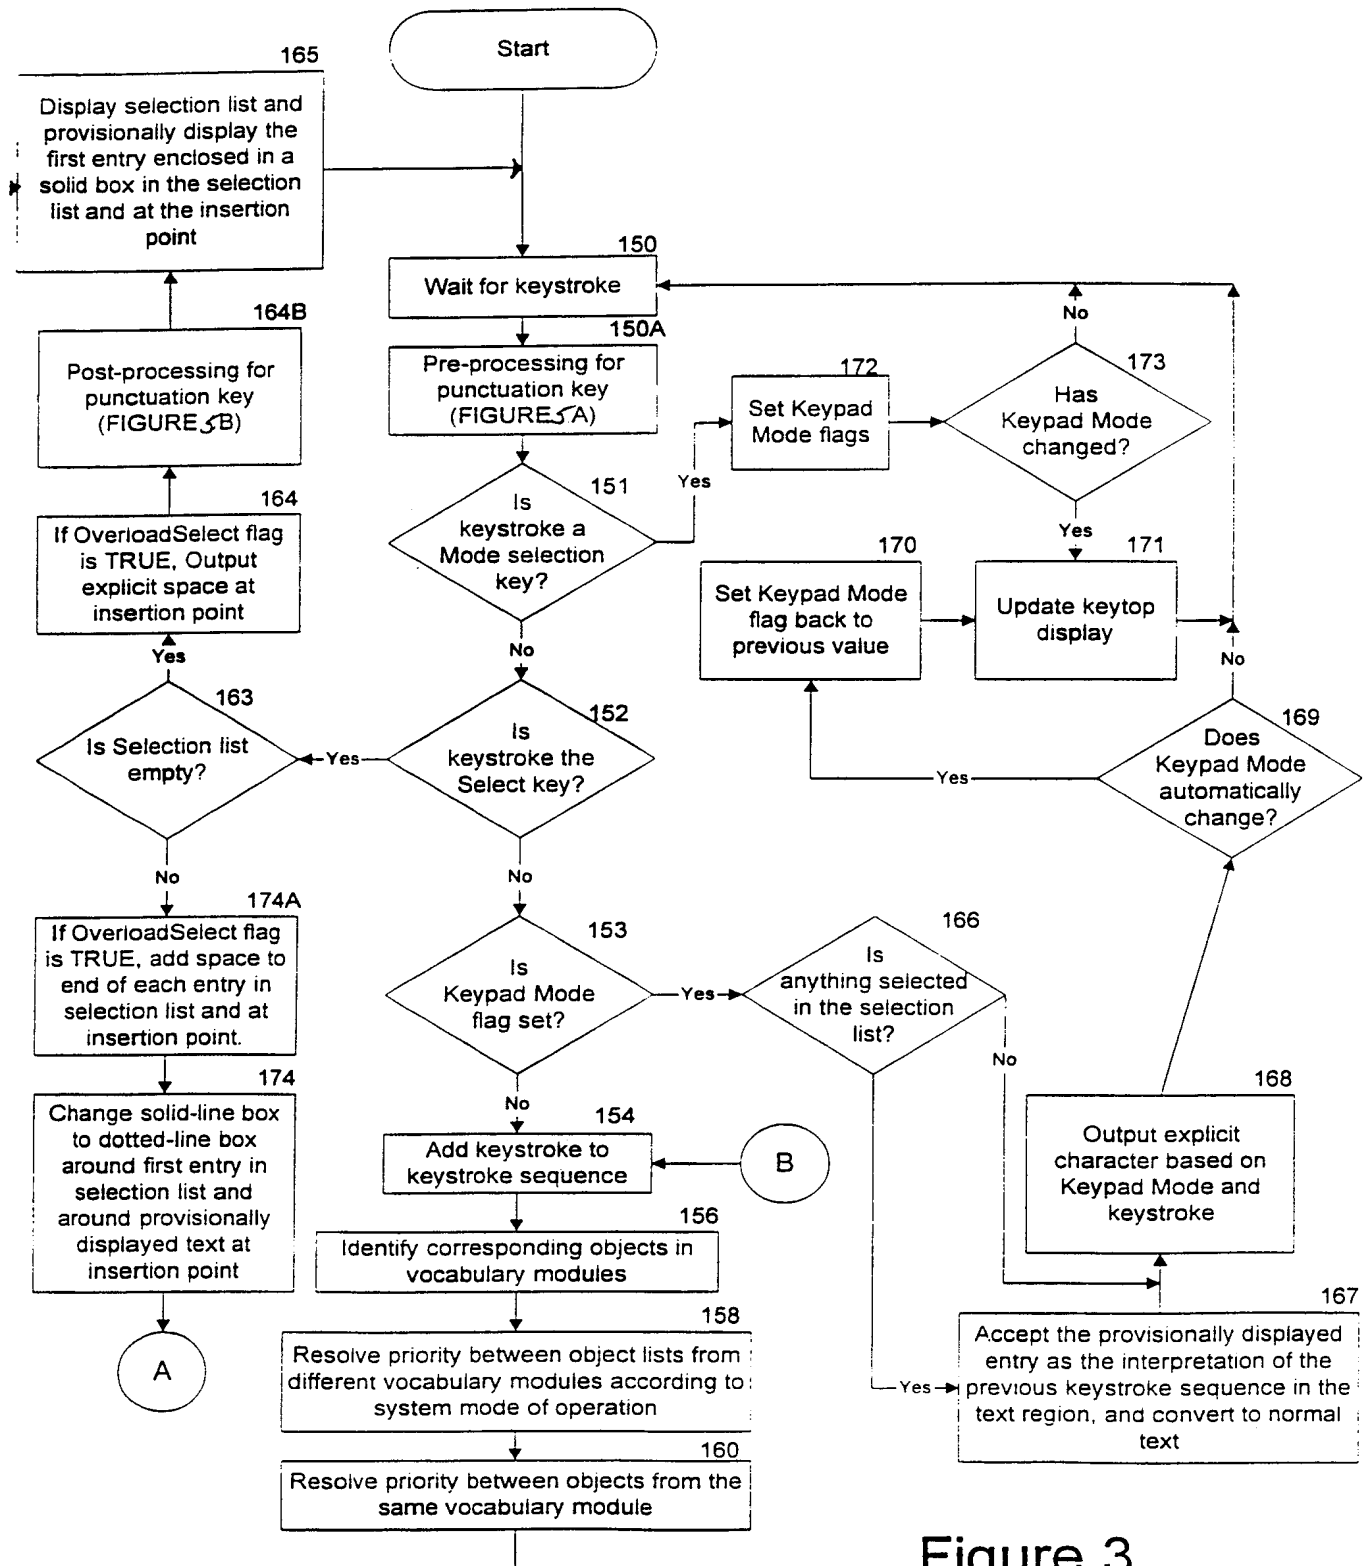 Start
165
Display selection list and
provisionally display the
first entry enclosed in a
solid box in the selection
list and at the insertion
point
150
Wait for keystroke
164B
Post-processing for
punctuation key
(FIGURE 5B)
150A
Pre-processing for
punctuation key
(FIGURE 5A)
172
Set Keypad
Mode flags
No
173
Has
Keypad Mode
changed?
Yes
Yes
164
If OverloadSelect flag
is TRUE, Output
explicit space at
insertion point
Yes
151
Is
keystroke a
Mode selection
key?
No
170
Set Keypad Mode
flag back to
previous value
171
Update keytop
display
No
163
Is Selection list
empty?
Yes
152
Is
keystroke the
Select key?
169
Does
Keypad Mode
automatically
change?
Yes
No
No
174A
If OverloadSelect flag
is TRUE, add space to
end of each entry in
selection list and at
insertion point.
153
Is
Keypad Mode
flag set?
Yes
166
Is
anything selected
in the selection
list?
No
No
174
Change solid-line box
to dotted-line box
around first entry in
selection list and
around provisionally
displayed text at
insertion point
A
154
Add keystroke to
keystroke sequence
B
168
Output explicit
character based on
Keypad Mode and
keystroke
156
Identify corresponding objects in
vocabulary modules
158
Resolve priority between object lists from
different vocabulary modules according to
system mode of operation
Yes
167
Accept the provisionally displayed
entry as the interpretation of the
previous keystroke sequence in the
text region, and convert to normal
text
160
Resolve priority between objects from the
same vocabulary module
Figure 3